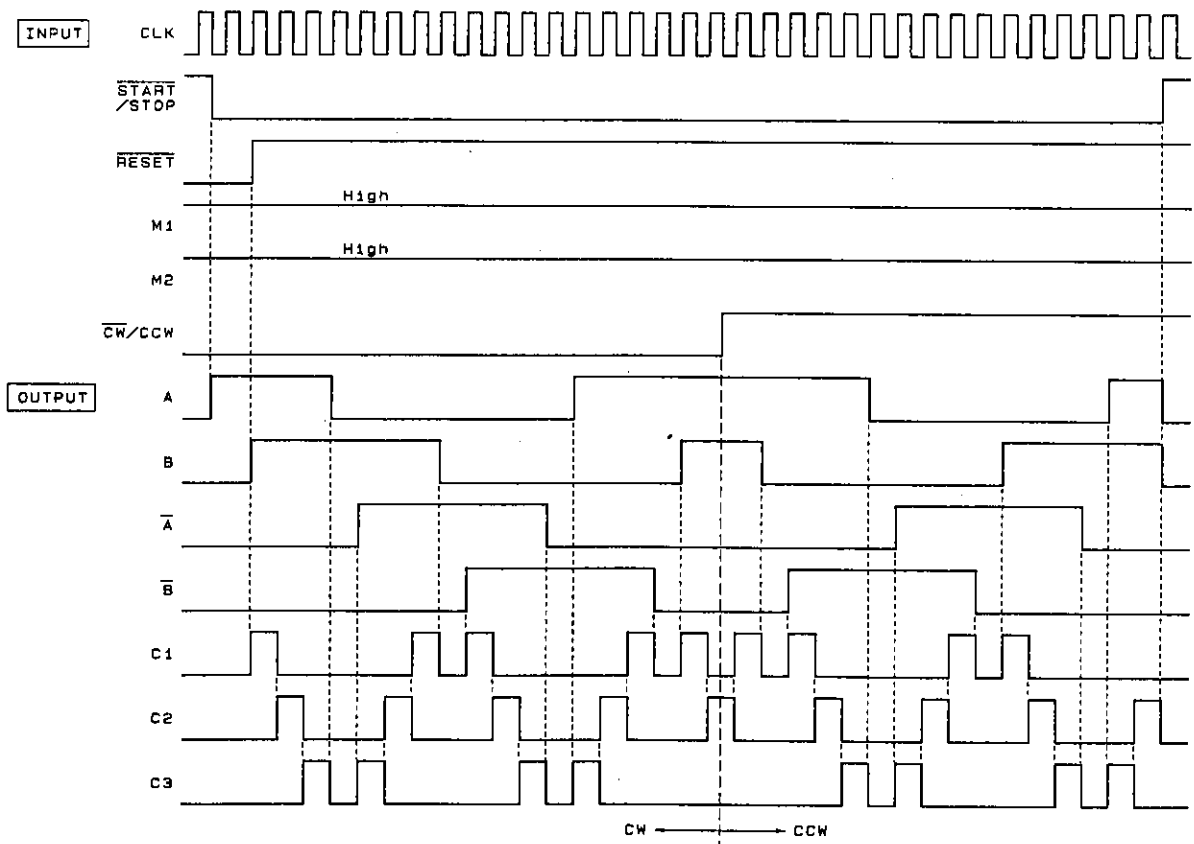 INPUT CLK
START
/STOP
RESET
High
M1
High
M2
CW/CCW
OUTPUT A
B
A
B
C1
C2
C3
CW CCW